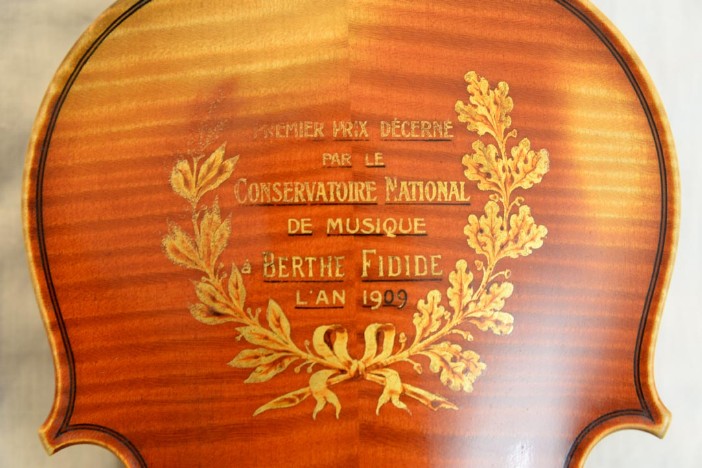 PREMIER PRIX DÉCERNÉ
PAR LE
CONSERVATOIRE NATIONAL
DE MUSIQUE
à BERTHE FIDIDE
L'AN 1909